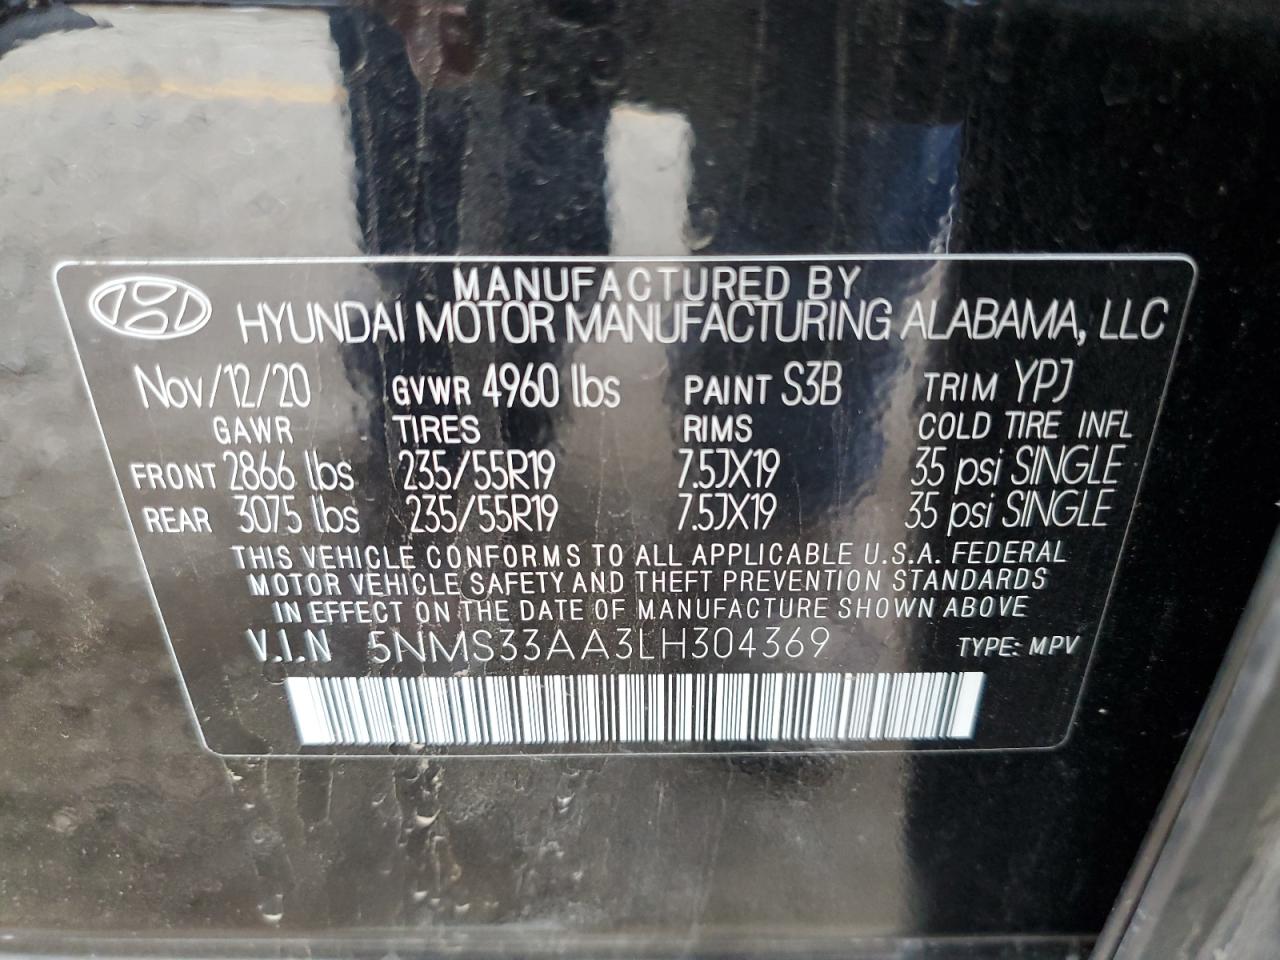 MANUFACTURED BY
HYUNDAI MOTOR MANUFACTURING ALABAMA, LLC
Nov/12/20 GVWR 4960 lbs PAINT S3B TRIM YPJ
GAWR TIRES RIMS COLD TIRE INFL
FRONT 2866 lbs 235/55R19 7.5JX19 35 psi SINGLE
REAR 3075 lbs 235/55R19 7.5JX19 35 psi SINGLE
THIS VEHICLE CONFORMS TO ALL APPLICABLE U.S.A. FEDERAL
MOTOR VEHICLE SAFETY AND THEFT PREVENTION STANDARDS
IN EFFECT ON THE DATE OF MANUFACTURE SHOWN ABOVE
V.I.N 5NMS33AA3LH304369 TYPE: MPV